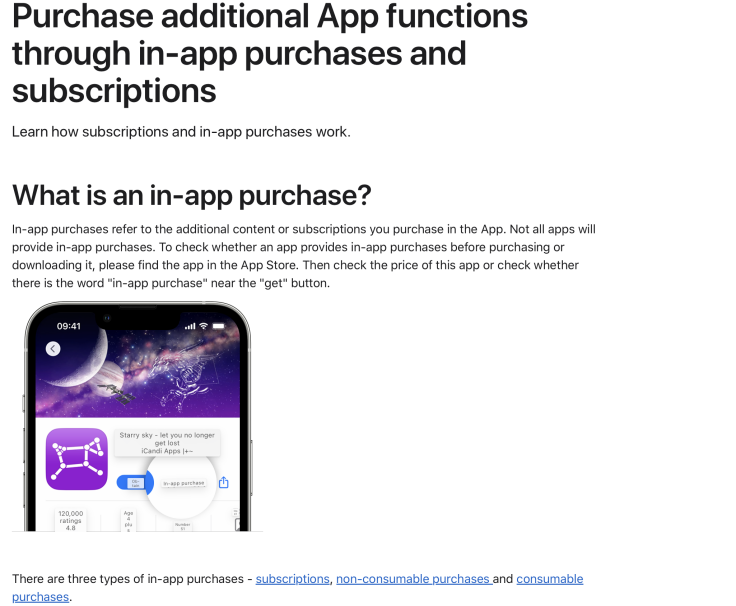 Purchase additional App functions
through in-app purchases and
subscriptions
Learn how subscriptions and in-app purchases work.
What is an in-app purchase?
In-app purchases refer to the additional content or subscriptions you purchase in the App. Not all apps will
provide in-app purchases. To check whether an app provides in-app purchases before purchasing or
downloading it, please find the app in the App Store. Then check the price of this app or check whether
there is the word "in-app purchase" near the "get" button.
09:41
Starry sky - let you no longer
get lost
iCandi Apps |+~
in-app purchase
120,000
ratings
4.8
Age
4
plu
s
Number
There are three types of in-app purchases - subscriptions, non-consumable purchases and consumable
purchases.